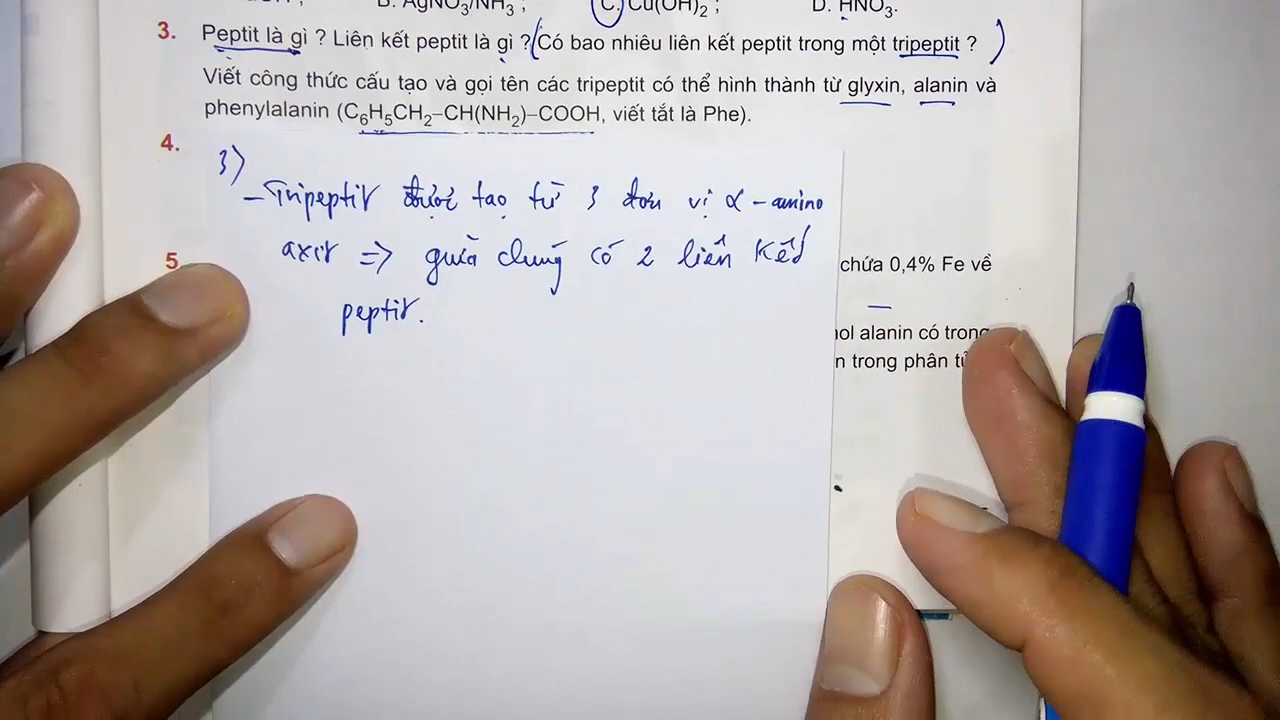 B. AgNO3/NH3 ; C. Cu(OH)2 ; D. HNO3.
3. Peptit là gì ? Liên kết peptit là gì ? (Có bao nhiêu liên kết peptit trong một tripeptit ? )
Viết công thức cấu tạo và gọi tên các tripeptit có thể hình thành từ glyxin, alanin và
phenylalanin (C6H5CH2–CH(NH2)–COOH, viết tắt là Phe).
4.
3)
- Tripeptit được tạo từ 3 đơn vị α - amino
axit => giữa chúng có 2 liên kết
peptit.
5. chứa 0,4% Fe về
alanin có trong
trong phân